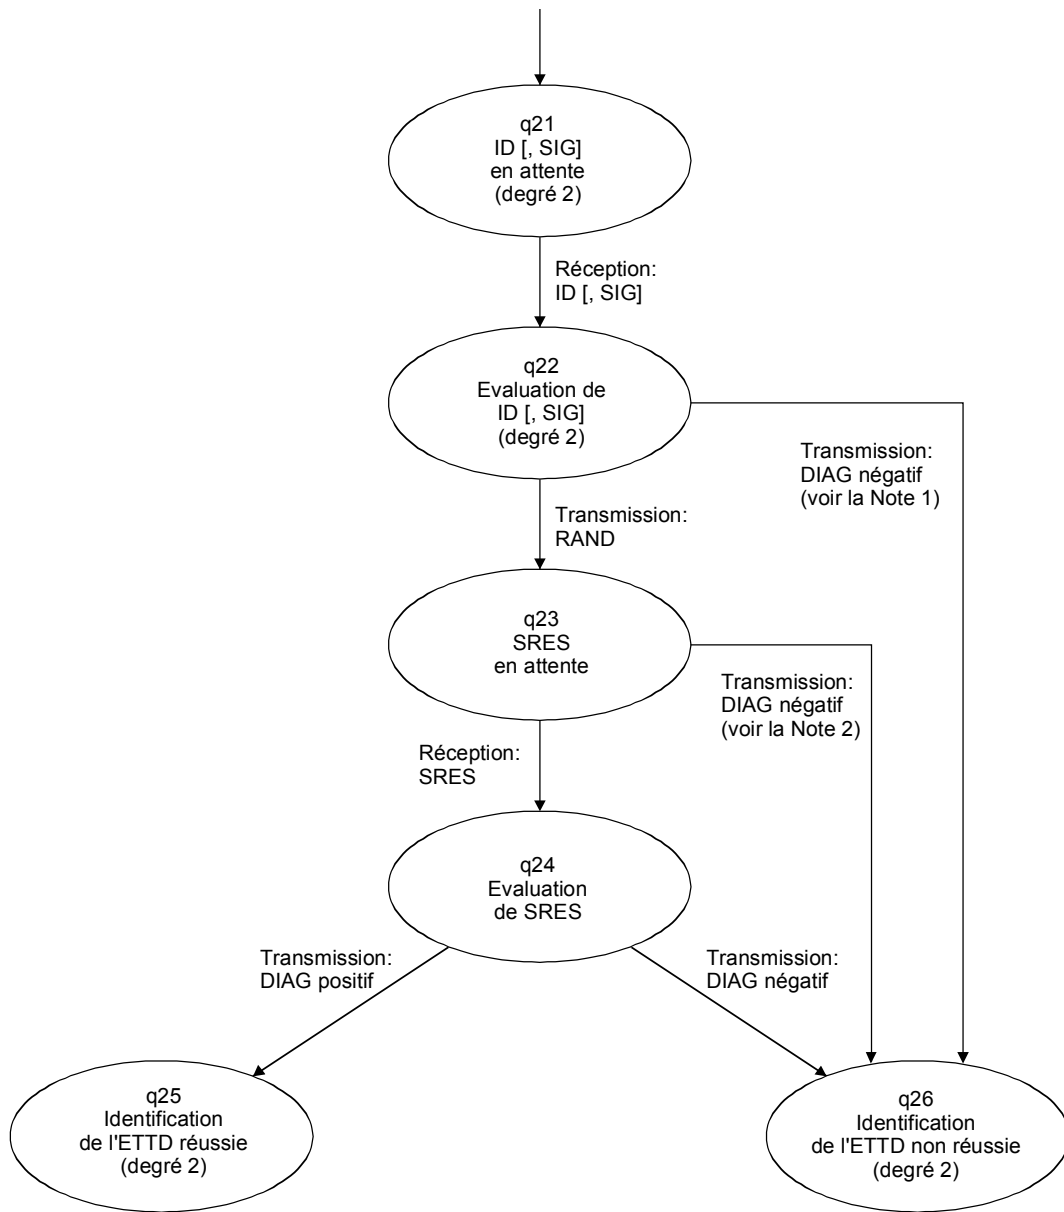 q21
ID [, SIG]
en attente
(degré 2)
Réception:
ID [, SIG]
q22
Evaluation de
ID [, SIG]
(degré 2)
Transmission:
DIAG négatif
(voir la Note 1)
Transmission:
RAND
q23
SRES
en attente
Transmission:
DIAG négatif
(voir la Note 2)
Réception:
SRES
q24
Evaluation
de SRES
Transmission:
DIAG positif
Transmission:
DIAG négatif
q25
Identification
de l'ETTD réussie
(degré 2)
q26
Identification
de l'ETTD non réussie
(degré 2)